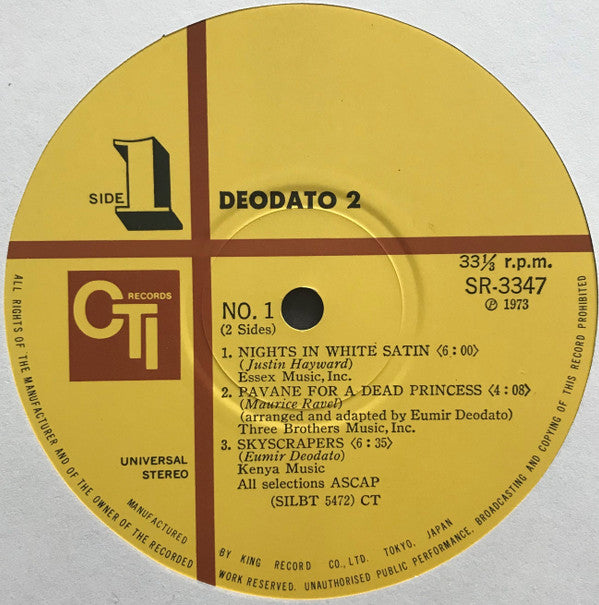 SIDE 1
DEODATO 2
33⅓ r.p.m.
SR-3347
Ⓟ 1973
CTI RECORDS
NO. 1
(2 Sides)
1. NIGHTS IN WHITE SATIN ⟨6:00⟩
(Justin Hayward)
Essex Music, Inc.
2. PAVANE FOR A DEAD PRINCESS ⟨4:08⟩
(Maurice Ravel)
(arranged and adapted by Eumir Deodato)
Three Brothers Music, Inc.
3. SKYSCRAPERS ⟨6:35⟩
(Eumir Deodato)
Kenya Music
All selections ASCAP
(SILBT 5472) CT
UNIVERSAL
STEREO
MANUFACTURED BY KING RECORD CO., LTD. TOKYO, JAPAN
ALL RIGHTS OF THE MANUFACTURER AND OF THE OWNER OF THE RECORDED WORK RESERVED. UNAUTHORISED PUBLIC PERFORMANCE, BROADCASTING AND COPYING OF THIS RECORD PROHIBITED